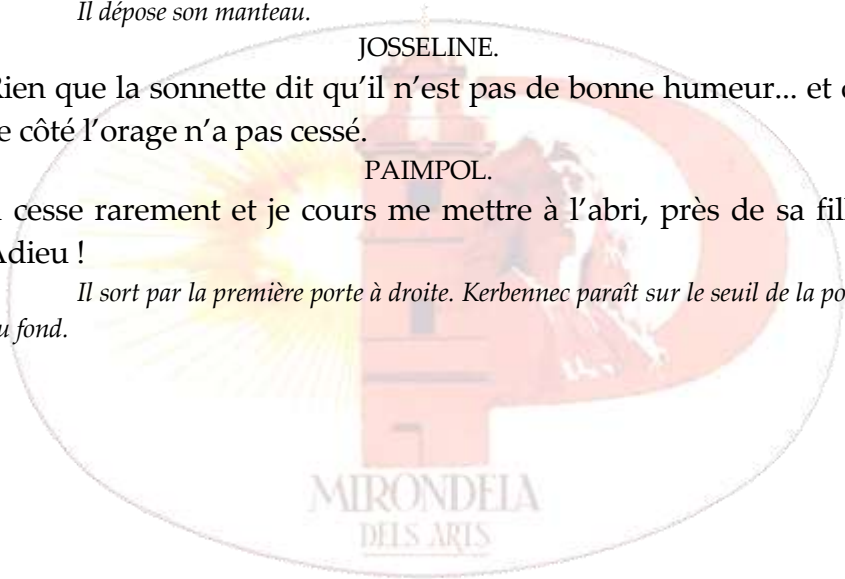 Il dépose son manteau.
JOSSELINE.
Rien que la sonnette dit qu’il n’est pas de bonne humeur... et
e côté l’orage n’a pas cessé.
PAIMPOL.
cesse rarement et je cours me mettre à l’abri, près de sa
Adieu !
Il sort par la première porte à droite. Kerbennec paraît sur le seuil de la
u fond.
MIRONDELA
DELS ARTS